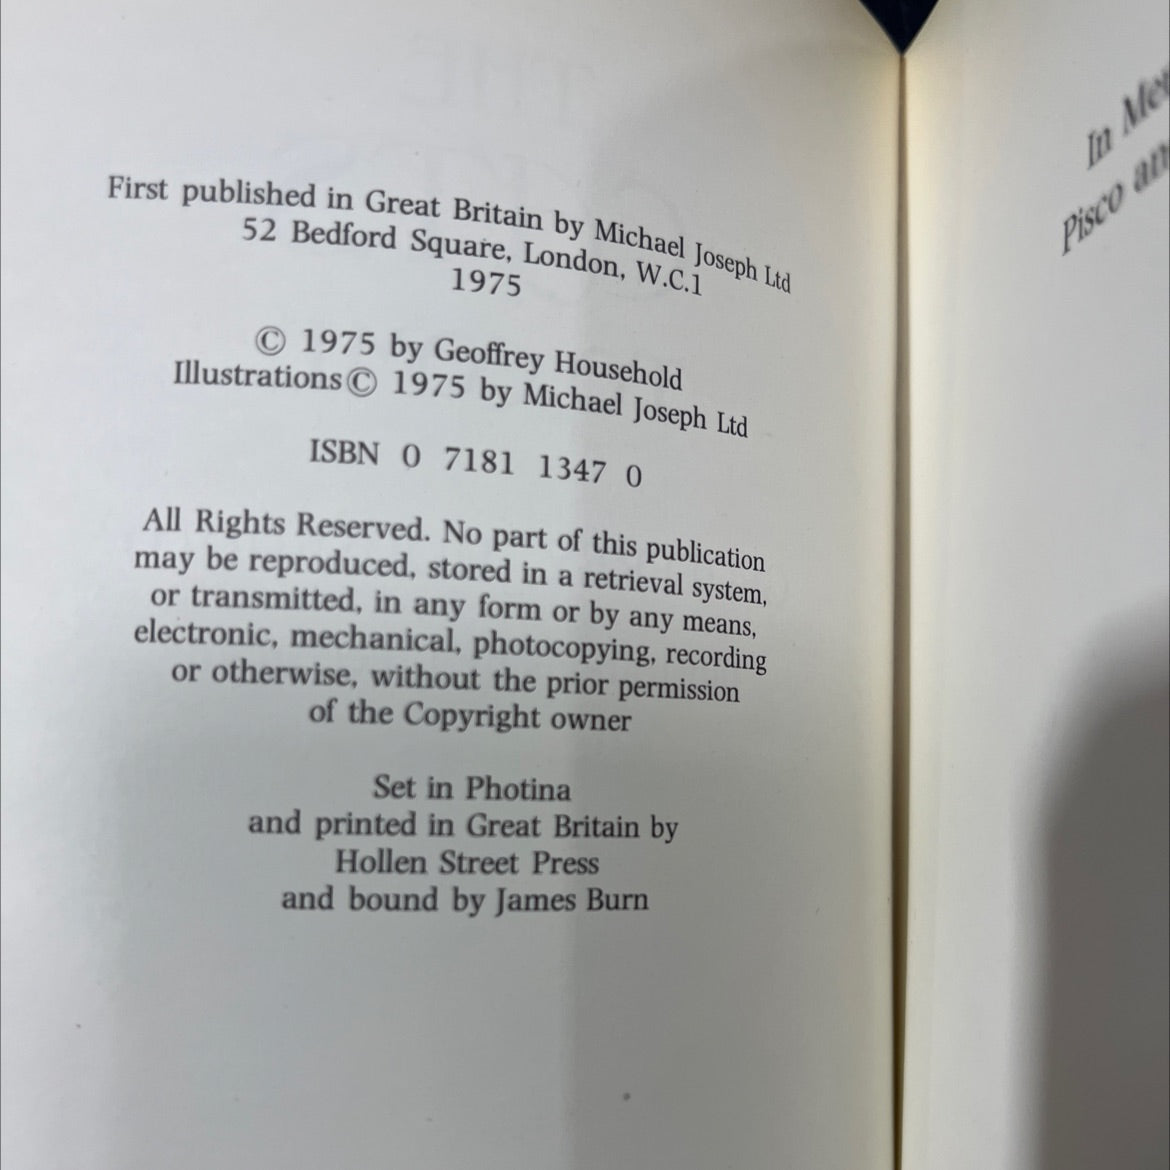 First published in Great Britain by Michael Joseph Ltd
52 Bedford Square, London, W.C.1
1975
© 1975 by Geoffrey Household
Illustrations © 1975 by Michael Joseph Ltd
ISBN 0 7181 1347 0
All Rights Reserved. No part of this publication
may be reproduced, stored in a retrieval system,
or transmitted, in any form or by any means,
electronic, mechanical, photocopying, recording
or otherwise, without the prior permission
of the Copyright owner
Set in Photina
and printed in Great Britain by
Hollen Street Press
and bound by James Burn
In
Pisco